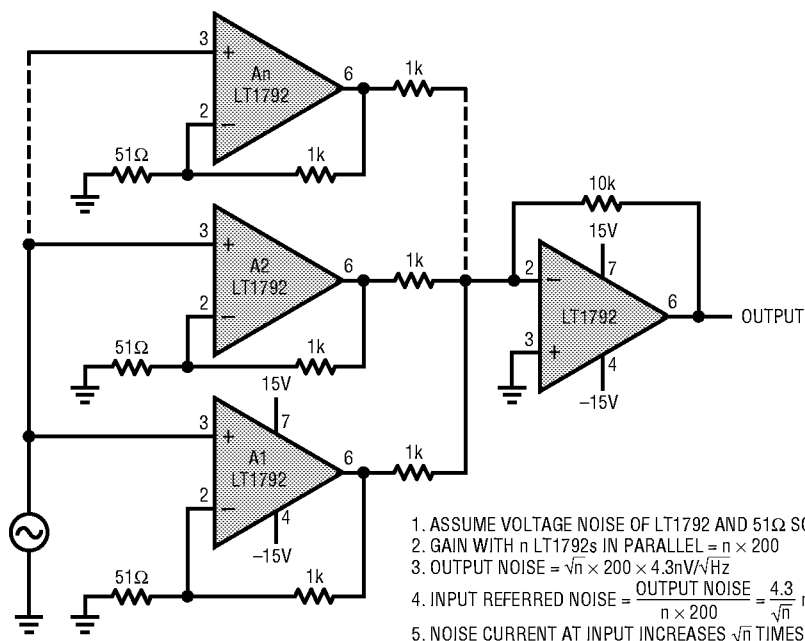 3
+
An
LT1792
6
1k
2
−
51Ω
1k
3
+
A2
LT1792
6
1k
2
−
51Ω
1k
15V
3
+
7
A1
LT1792
6
1k
2
−
4
−15V
51Ω
1k
10k
15V
2
−
7
LT1792
6
OUTPUT
3
+
4
−15V
1. ASSUME VOLTAGE NOISE OF LT1792 AND 51Ω
2. GAIN WITH n LT1792s IN PARALLEL = n × 200
3. OUTPUT NOISE = √n × 200 × 4.3nV/√Hz
4. INPUT REFERRED NOISE = OUTPUT NOISE / n × 200 = 4.3 / √n
5. NOISE CURRENT AT INPUT INCREASES √n TIMES